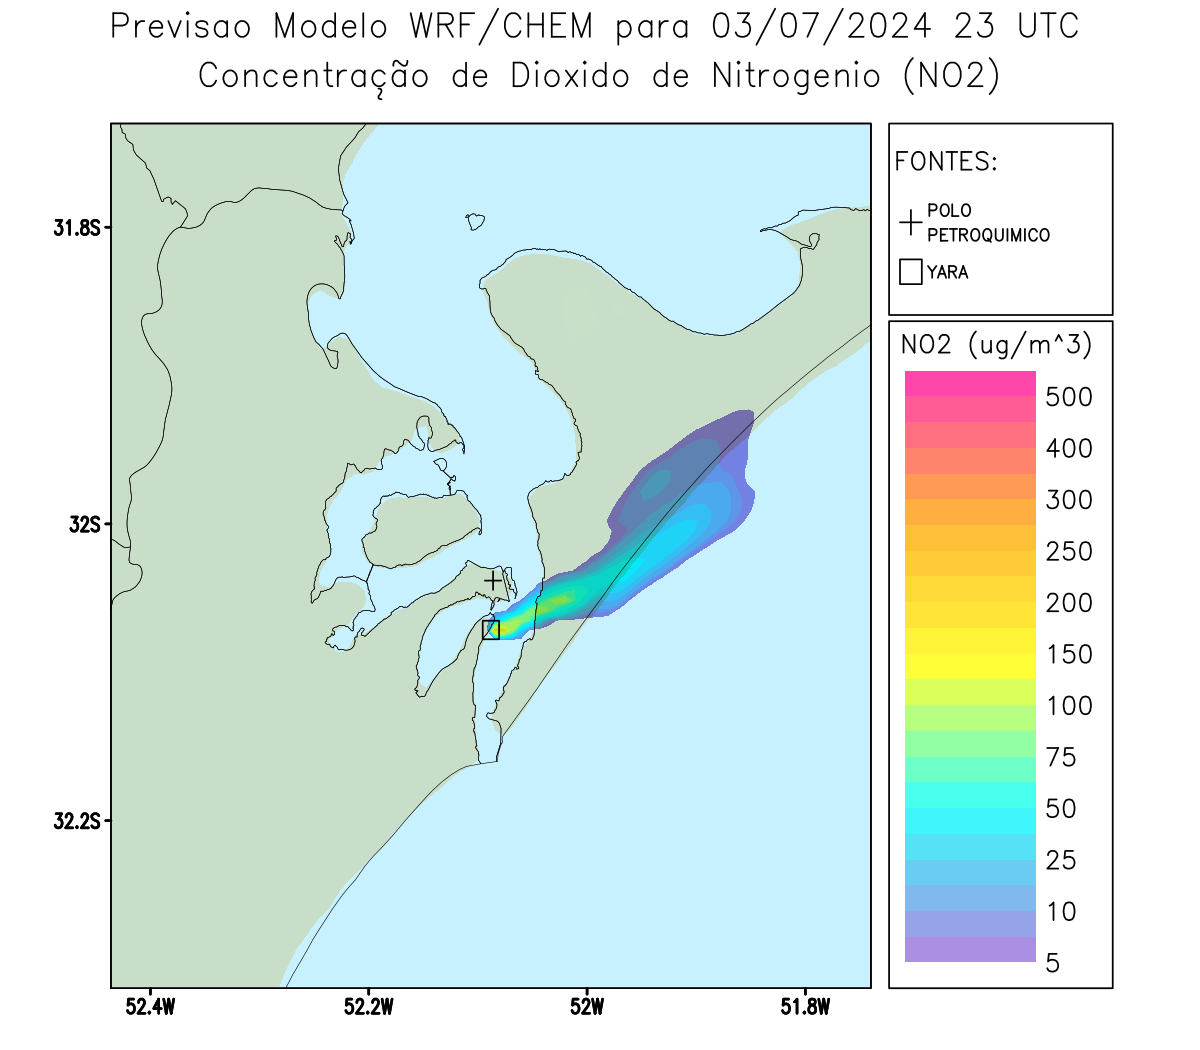 Previsao Modelo WRF/CHEM para 03/07/2024 23 UTC
Concentração de Dioxido de Nitrogenio (NO2)
FONTES:
POLO
PETROQUIMICO
YARA
31.8S
32S
32.2S
52.4W
52.2W
52W
51.8W
NO2 (ug/m^3)
500
400
300
250
200
150
100
75
50
25
10
5